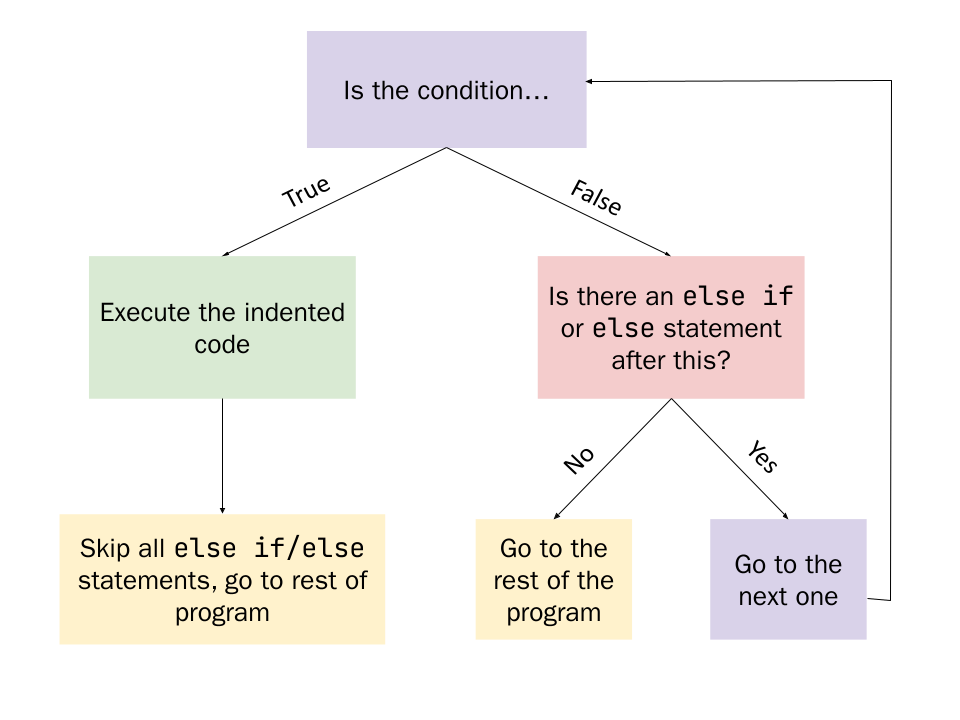 Is the condition...
True
False
Execute the indented
code
Is there an else if
or else statement
after this?
No
Yes
Skip all else if/else
statements, go to rest of
program
Go to the
rest of the
program
Go to the
next one